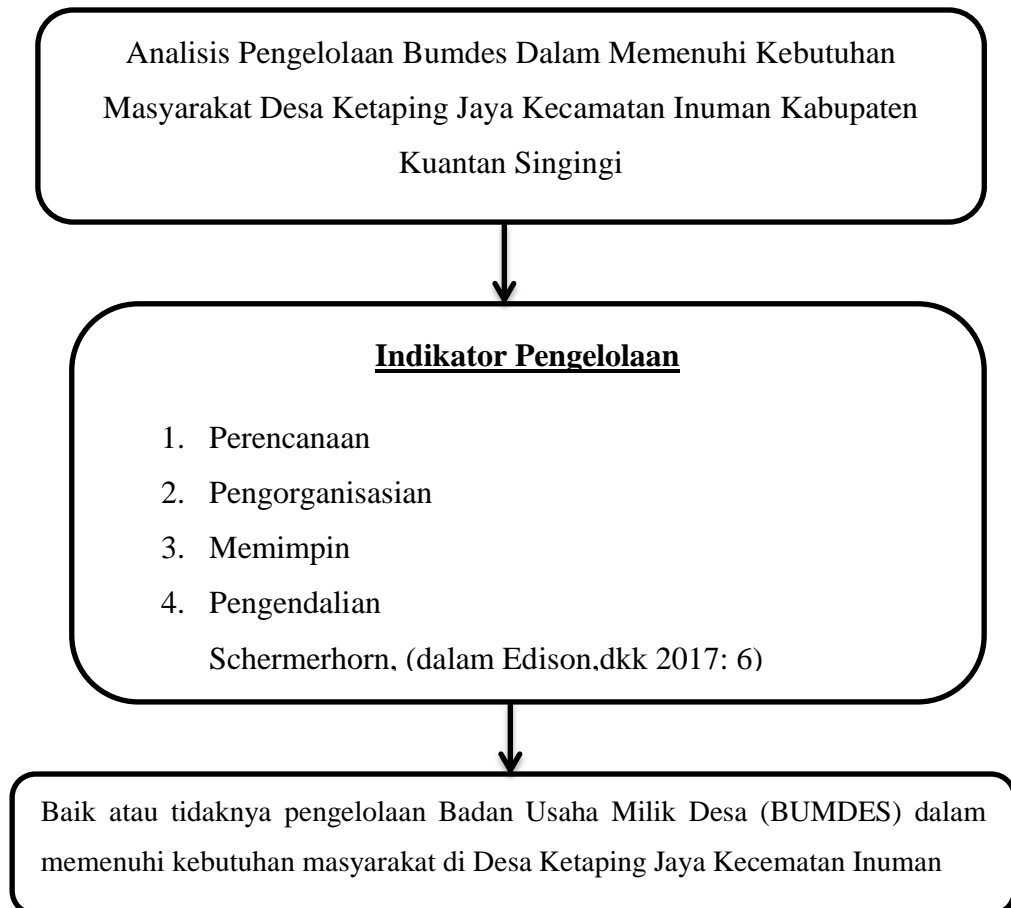 Analisis Pengelolaan Bumdes Dalam Memenuhi Kebutuhan
Masyarakat Desa Ketaping Jaya Kecamatan Inuman Kabupaten
Kuantan Singingi
Indikator Pengelolaan
1. Perencanaan
2. Pengorganisasian
3. Memimpin
4. Pengendalian
Schermerhorn, (dalam Edison,dkk 2017: 6)
Baik atau tidaknya pengelolaan Badan Usaha Milik Desa (BUMDES) dalam
memenuhi kebutuhan masyarakat di Desa Ketaping Jaya Kecematan Inuman